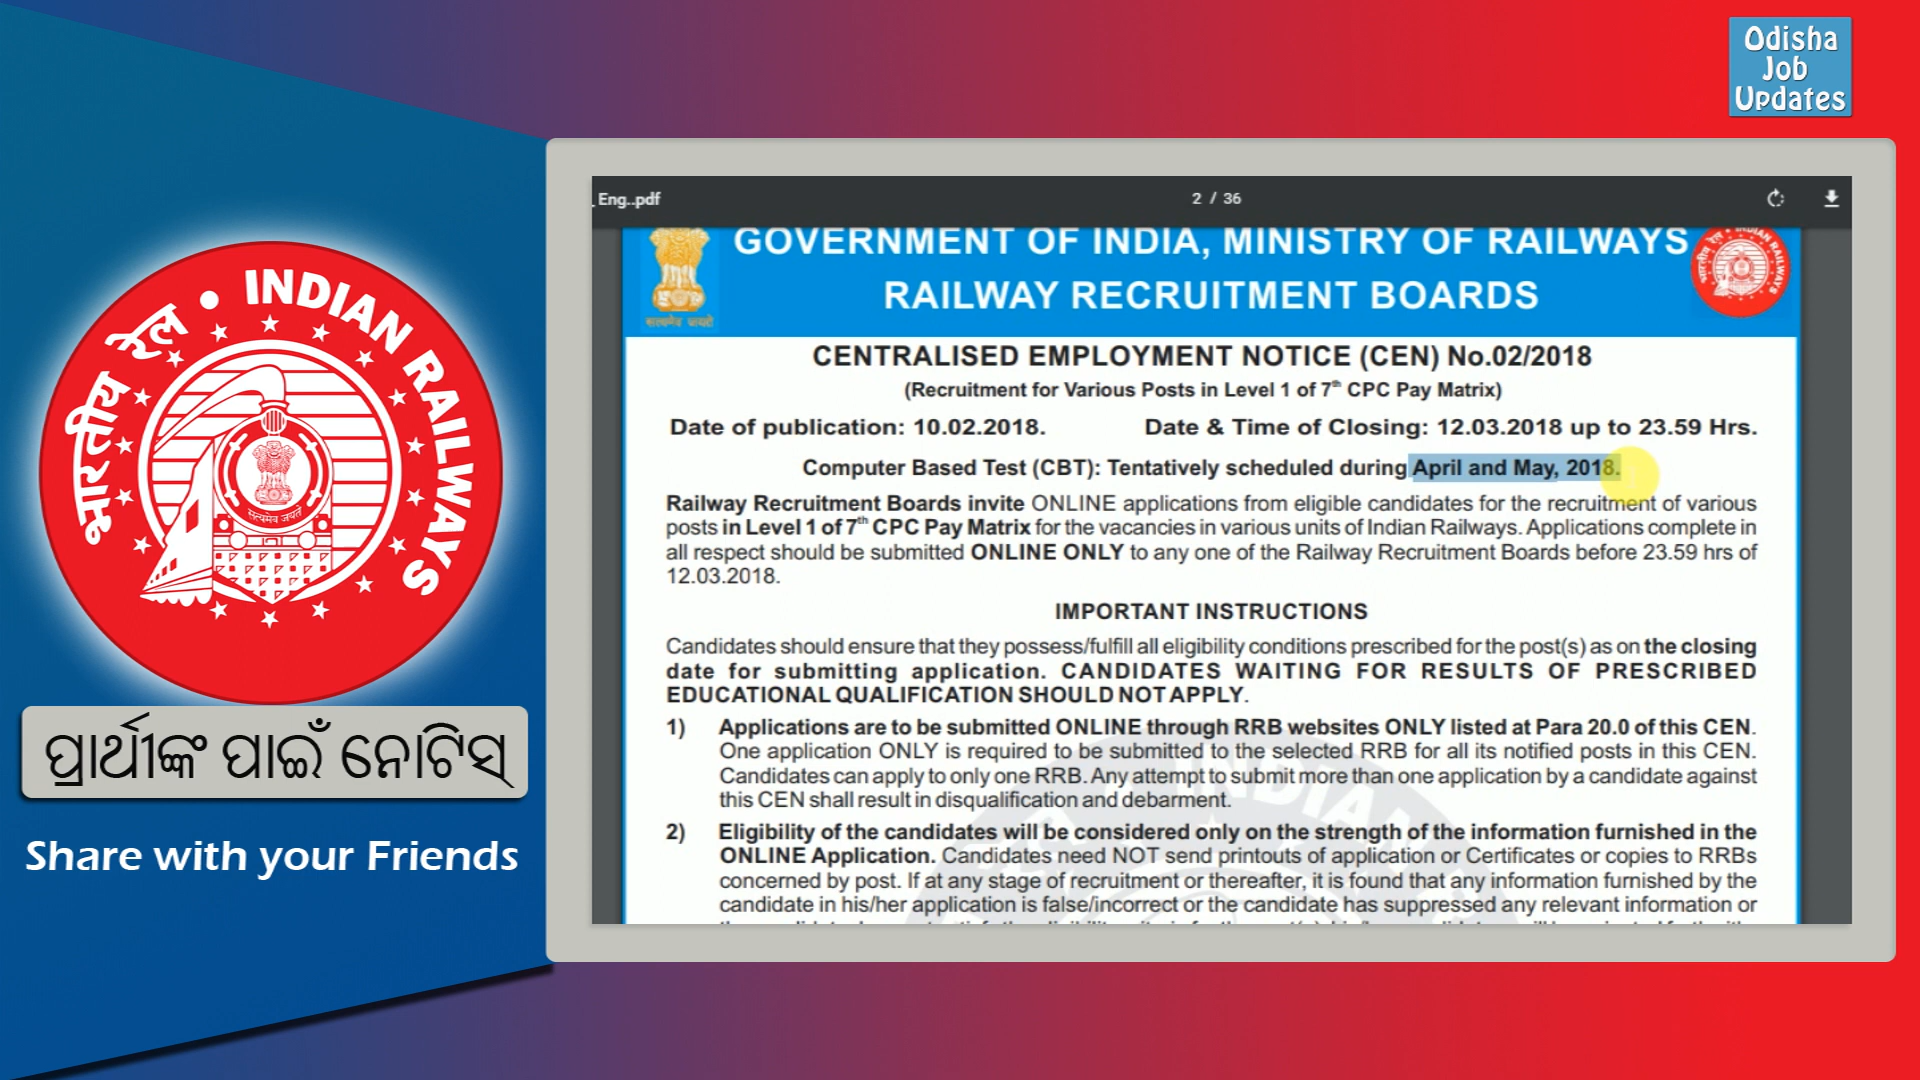 Odisha
Job
Updates
भारतीय रेल • INDIAN RAILWAYS
सत्यमेव जयते
ପ୍ରାର୍ଥୀଙ୍କ ପାଇଁ ନୋଟିସ୍
Share with your Friends
_Eng..pdf
2 / 36
GOVERNMENT OF INDIA, MINISTRY OF RAILWAYS
RAILWAY RECRUITMENT BOARDS
सत्यमेव जयते
भारतीय रेल • INDIAN RAILWAYS
CENTRALISED EMPLOYMENT NOTICE (CEN) No.02/2018
(Recruitment for Various Posts in Level 1 of 7th CPC Pay Matrix)
Date of publication: 10.02.2018. Date & Time of Closing: 12.03.2018 up to 23.59 Hrs.
Computer Based Test (CBT): Tentatively scheduled during April and May, 2018.
Railway Recruitment Boards invite ONLINE applications from eligible candidates for the recruitment of various
posts in Level 1 of 7th CPC Pay Matrix for the vacancies in various units of Indian Railways. Applications complete in
all respect should be submitted ONLINE ONLY to any one of the Railway Recruitment Boards before 23.59 hrs of
12.03.2018.
IMPORTANT INSTRUCTIONS
Candidates should ensure that they possess/fulfill all eligibility conditions prescribed for the post(s) as on the closing
date for submitting application. CANDIDATES WAITING FOR RESULTS OF PRESCRIBED
EDUCATIONAL QUALIFICATION SHOULD NOT APPLY.
1) Applications are to be submitted ONLINE through RRB websites ONLY listed at Para 20.0 of this CEN.
One application ONLY is required to be submitted to the selected RRB for all its notified posts in this CEN.
Candidates can apply to only one RRB. Any attempt to submit more than one application by a candidate against
this CEN shall result in disqualification and debarment.
2) Eligibility of the candidates will be considered only on the strength of the information furnished in the
ONLINE Application. Candidates need NOT send printouts of application or Certificates or copies to RRBs
concerned by post. If at any stage of recruitment or thereafter, it is found that any information furnished by the
candidate in his/her application is false/incorrect or the candidate has suppressed any relevant information or